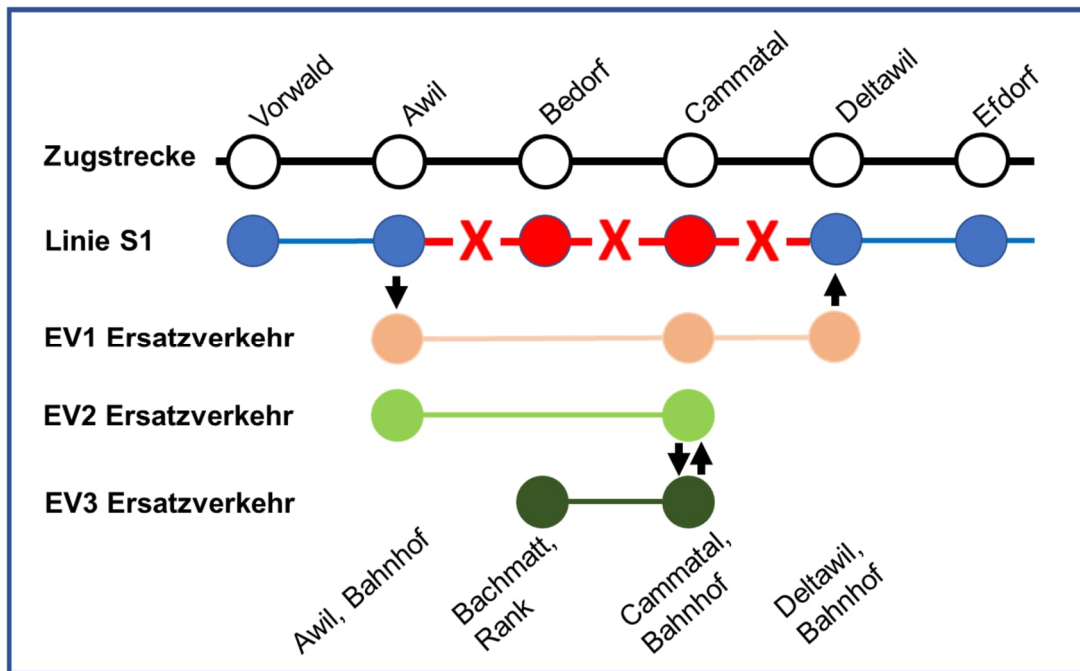 Vorwald
Awil
Bedorf
Cammatal
Deltawil
Efdorf
Zugstrecke
Linie S1
X X X
EV1 Ersatzverkehr
EV2 Ersatzverkehr
EV3 Ersatzverkehr
Awil, Bahnhof
Bachmatt,
Rank
Cammatal,
Bahnhof
Deltawil,
Bahnhof